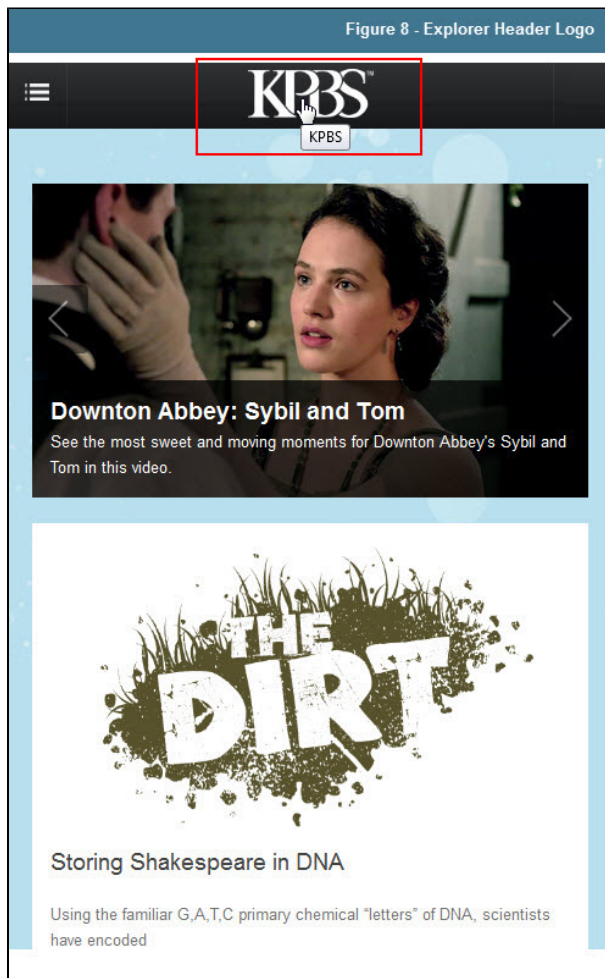 Figure 8 - Explorer Header Logo
KPBS™
KPBS
Downton Abbey: Sybil and Tom
See the most sweet and moving moments for Downton Abbey's Sybil and
Tom in this video.
THE
DIRT
Storing Shakespeare in DNA
Using the familiar G,A,T,C primary chemical “letters” of DNA, scientists
have encoded